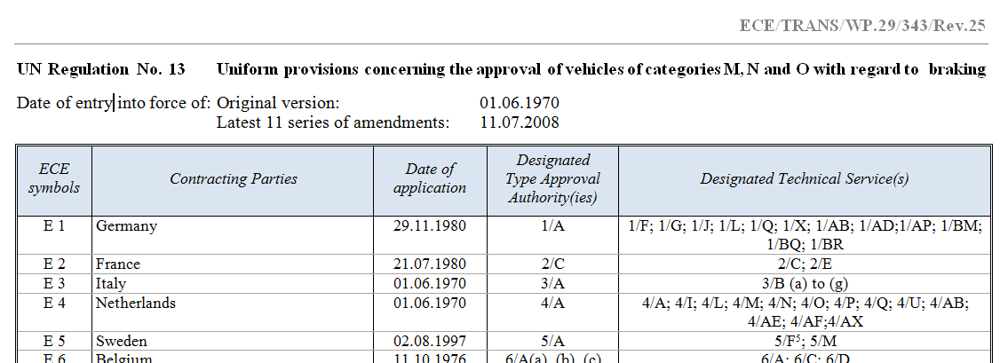 ECE/TRANS/WP.29/343/Rev.25
UN Regulation No. 13 Uniform provisions concerning the approval of vehicles of categories M, N and O with regard to braking
Date of entry into force of: Original version: 01.06.1970
Latest 11 series of amendments: 11.07.2008
ECE symbols Contracting Parties Date of application Designated Type Approval Authority(ies) Designated Technical Service(s)
E 1 Germany 29.11.1980 1/A 1/F; 1/G; 1/J; 1/L; 1/Q; 1/X; 1/AB; 1/AD;1/AP; 1/BM;
1/BQ; 1/BR
E 2 France 21.07.1980 2/C 2/C; 2/E
E 3 Italy 01.06.1970 3/A 3/B (a) to (g)
E 4 Netherlands 01.06.1970 4/A 4/A; 4/I; 4/L; 4/M; 4/N; 4/O; 4/P; 4/Q; 4/U; 4/AB;
4/AE; 4/AF;4/AX
E 5 Sweden 02.08.1997 5/A 5/F⁵; 5/M
E 6 Belgium 11.10.1976 6/A(a), (b), (c) 6/A; 6/C; 6/D